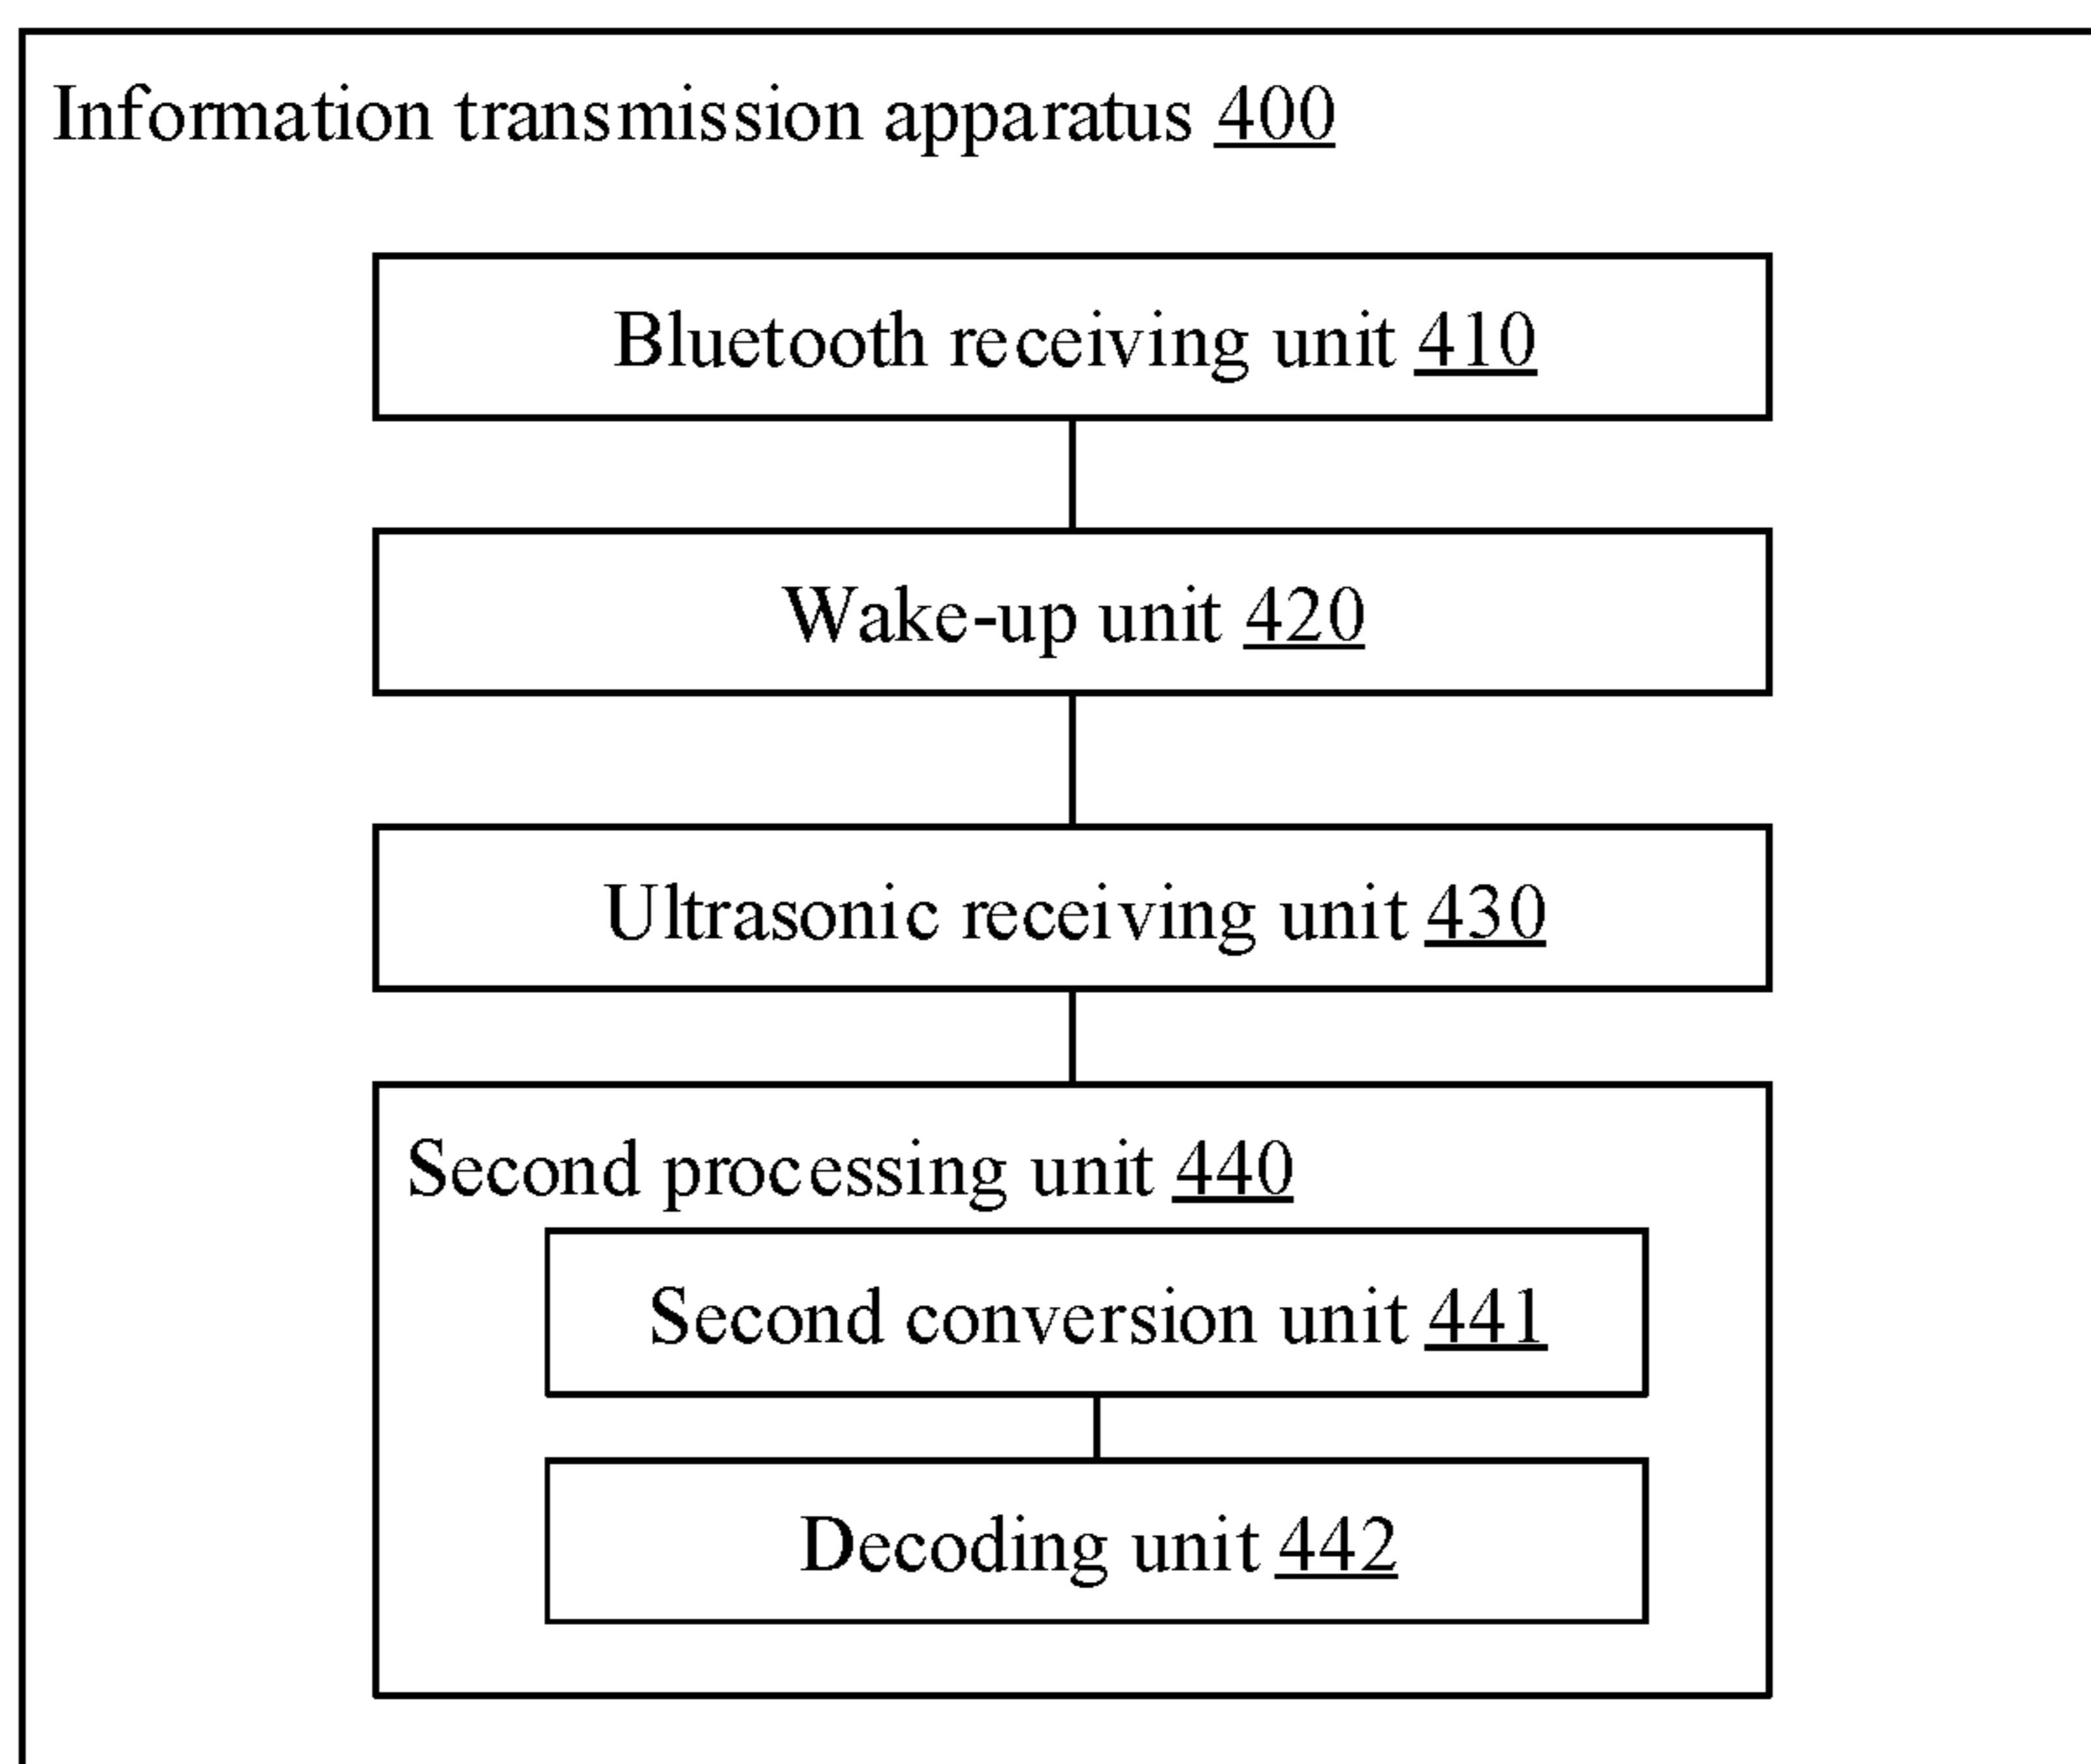 Information transmission apparatus 400
Bluetooth receiving unit 410
Wake-up unit 420
Ultrasonic receiving unit 430
Second processing unit 440
Second conversion unit 441
Decoding unit 442